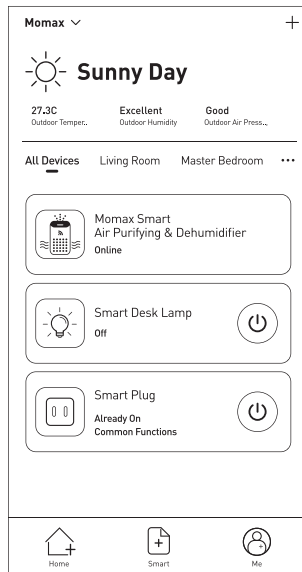 Momax
Sunny Day
27.3C Excellent Good
Outdoor Temper.. Outdoor Humidity Outdoor Air Press..
All Devices Living Room Master Bedroom ...
Momax Smart
Air Purifying & Dehumidifier
Online
Smart Desk Lamp
Off
Smart Plug
Already On
Common Functions
Home Smart Me